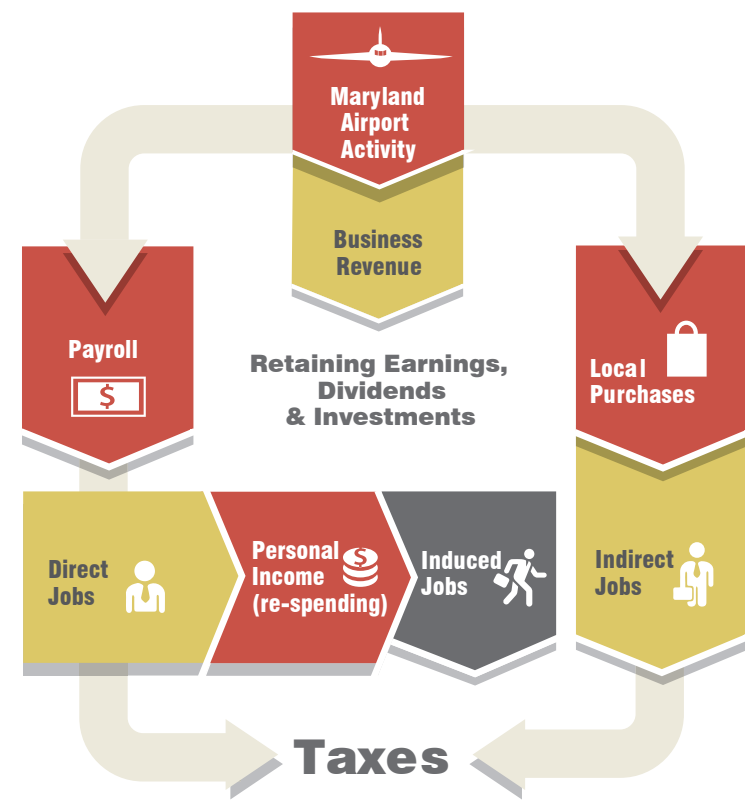 Maryland
Airport
Activity
Business
Revenue
Payroll
$
Retaining Earnings,
Dividends
& Investments
Local
Purchases
Direct
Jobs
Personal
Income
(re-spending)
$
Induced
Jobs
Indirect
Jobs
Taxes